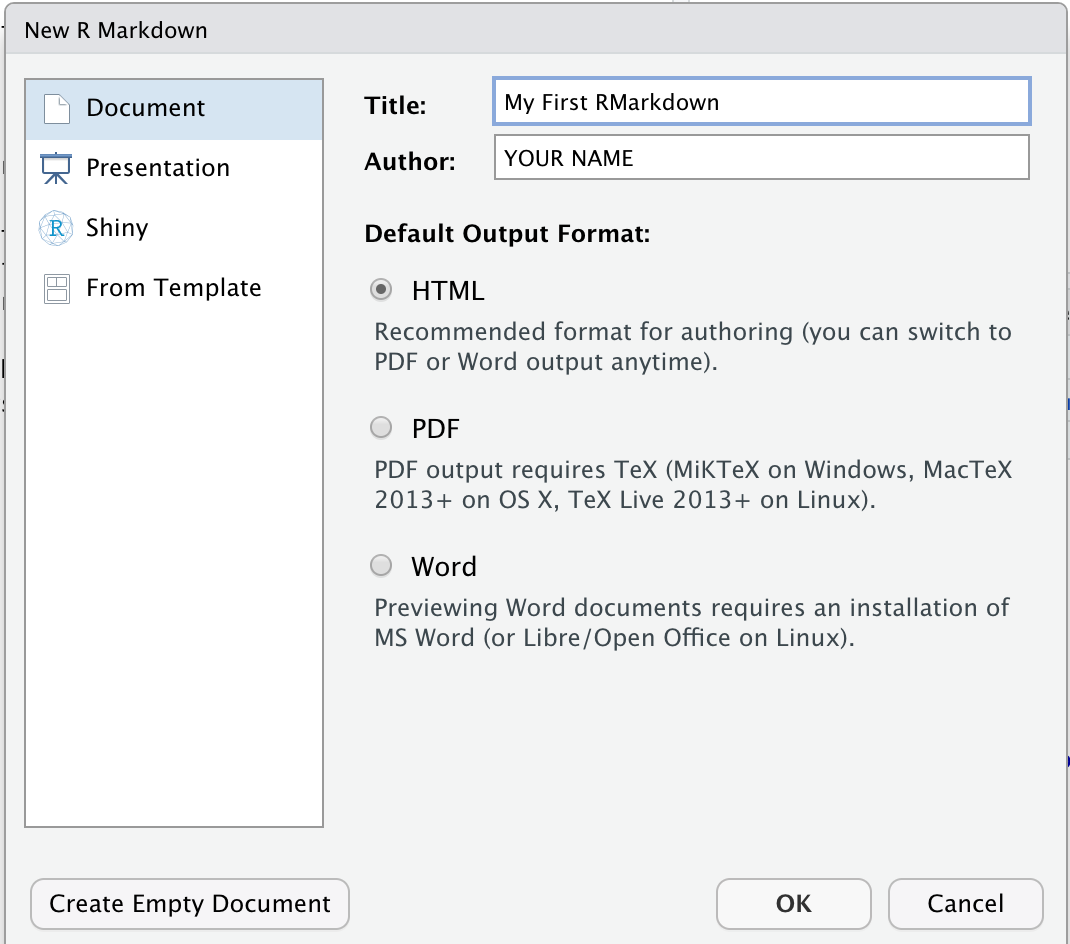 New R Markdown
Document
Presentation
R
Shiny
From Template
Title:
My First RMarkdown
Author:
YOUR NAME
Default Output Format:
HTML
Recommended format for authoring (you can switch to
PDF or Word output anytime).
PDF
PDF output requires TeX (MiKTeX on Windows, MacTeX
2013+ on OS X, TeX Live 2013+ on Linux).
Word
Previewing Word documents requires an installation of
MS Word (or Libre/Open Office on Linux).
Create Empty Document
OK
Cancel